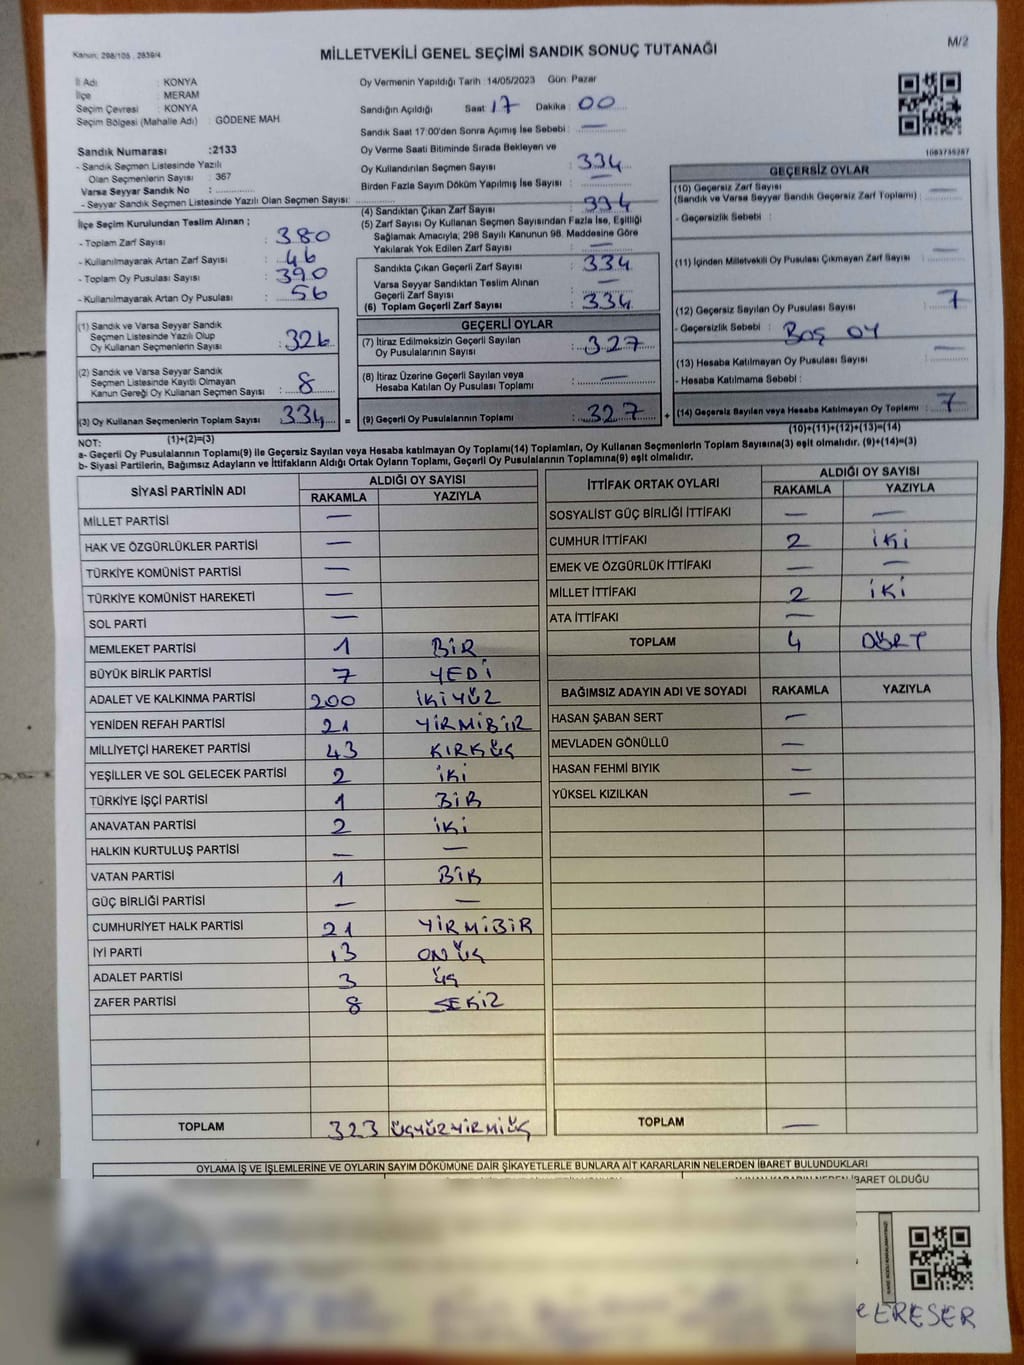 Kanun: 298/105 , 2839/4
MİLLETVEKİLİ GENEL SEÇİMİ SANDIK SONUÇ TUTANAĞI
M/2
İl Adı : KONYA
İlçe : MERAM
Seçim Çevresi : KONYA
Seçim Bölgesi (Mahalle Adı) : GÖDENE MAH
Oy Vermenin Yapıldığı Tarih : 14/05/2023 Gün: Pazar
Sandığın Açıldığı Saat : 17 Dakika : 00
Sandık Saat 17:00'den Sonra Açımış İse Sebebi : —
Sandık Numarası :2133
- Sandık Seçmen Listesinde Yazılı
Olan Seçmenlerin Sayısı : 367
Varsa Seyyar Sandık No :
- Seyyar Sandık Seçmen Listesinde Yazılı Olan Seçmen Sayısı :
Oy Verme Saati Bitiminde Sırada Bekleyen ve
Oy Kullandırılan Seçmen Sayısı : 334
Birden Fazla Sayım Döküm Yapılmış İse Sayısı : —
(4) Sandıktan Çıkan Zarf Sayısı : 334
(5) Zarf Sayısı Oy Kullanan Seçmen Sayısından Fazla İse, Eşitliği
Sağlamak Amacıyla; 298 Sayılı Kanunun 98. Maddesine Göre
Yakılarak Yok Edilen Zarf Sayısı : —
İlçe Seçim Kurulundan Teslim Alınan ;
- Toplam Zarf Sayısı : 380
- Kullanılmayarak Artan Zarf Sayısı : 46
- Toplam Oy Pusulası Sayısı : 390
- Kullanılmayarak Artan Oy Pusulası : 56
Sandıkta Çıkan Geçerli Zarf Sayısı : 334
Varsa Seyyar Sandıktan Teslim Alınan
Geçerli Zarf Sayısı : —
(6) Toplam Geçerli Zarf Sayısı : 334
1083755287
GEÇERSİZ OYLAR
(10) Geçersiz Zarf Sayısı : —
(Sandık ve Varsa Seyyar Sandık Geçersiz Zarf Toplamı)
- Geçersizlik Sebebi :
(11) İçinden Milletvekili Oy Pusulası Çıkmayan Zarf Sayısı : —
(12) Geçersiz Sayılan Oy Pusulası Sayısı : 7
- Geçersizlik Sebebi : Boş OY
(13) Hesaba Katılmayan Oy Pusulası Sayısı : —
- Hesaba Katılmama Sebebi :
(14) Geçersiz Sayılan veya Hesaba Katılmayan Oy Toplamı : 7
(10)+(11)+(12)+(13)=(14)
(1) Sandık ve Varsa Seyyar Sandık
Seçmen Listesinde Yazılı Olup
Oy Kullanan Seçmenlerin Sayısı : 326
(2) Sandık ve Varsa Seyyar Sandık
Seçmen Listesinde Kayıtlı Olmayan
Kanun Gereği Oy Kullanan Seçmen Sayısı : 8
(3) Oy Kullanan Seçmenlerin Toplam Sayısı : 334 =
(1)+(2)=(3)
GEÇERLİ OYLAR
(7) İtiraz Edilmeksizin Geçerli Sayılan
Oy Pusulalarının Sayısı : 327
(8) İtiraz Üzerine Geçerli Sayılan veya
Hesaba Katılan Oy Pusulası Toplamı : —
(9) Geçerli Oy Pusulalarının Toplamı : 327 +
NOT:
a- Geçerli Oy Pusulaların Toplamı(9) ile Geçersiz Sayılan veya Hesaba Katılmayan Oy Toplamı(14) Toplamları, Oy Kullanan Seçmenlerin Toplam Sayısına(3) eşit olmalıdır. (9)+(14)=(3)
b- Siyasi Partilerin, Bağımsız Adayların ve İttifakların Aldığı Ortak Oyların Toplamı, Geçerli Oy Pusulalarının Toplamına(9) eşit olmalıdır.
SİYASİ PARTİNİN ADI ALDIĞI OY SAYISI
RAKAMLA YAZIYLA
MİLLET PARTİSİ —
HAK VE ÖZGÜRLÜKLER PARTİSİ —
TÜRKİYE KOMÜNİST PARTİSİ —
TÜRKİYE KOMÜNİST HAREKETİ —
SOL PARTİ —
MEMLEKET PARTİSİ 1 BİR
BÜYÜK BİRLİK PARTİSİ 7 YEDİ
ADALET VE KALKINMA PARTİSİ 200 İKİYÜZ
YENİDEN REFAH PARTİSİ 21 YİRMİBİR
MİLLİYETÇİ HAREKET PARTİSİ 43 KIRKÜÇ
YEŞİLLER VE SOL GELECEK PARTİSİ 2 İKİ
TÜRKİYE İŞÇİ PARTİSİ 1 BİR
ANAVATAN PARTİSİ 2 İKİ
HALKIN KURTULUŞ PARTİSİ — —
VATAN PARTİSİ 1 BİR
GÜÇ BİRLİĞİ PARTİSİ — —
CUMHURİYET HALK PARTİSİ 21 YİRMİBİR
İYİ PARTİ 13 ONÜÇ
ADALET PARTİSİ 3 ÜÇ
ZAFER PARTİSİ 8 SEKİZ
TOPLAM 323 ÜÇYÜZYİRMİÜÇ
İTTİFAK ORTAK OYLARI ALDIĞI OY SAYISI
RAKAMLA YAZIYLA
SOSYALİST GÜÇ BİRLİĞİ İTTİFAKI — —
CUMHUR İTTİFAKI 2 İKİ
EMEK VE ÖZGÜRLÜK İTTİFAKI — —
MİLLET İTTİFAKI 2 İKİ
ATA İTTİFAKI —
TOPLAM 4 DÖRT
BAĞIMSIZ ADAYIN ADI VE SOYADI RAKAMLA YAZIYLA
HASAN ŞABAN SERT —
MEVLADEN GÖNÜLLÜ —
HASAN FEHMİ BIYIK —
YÜKSEL KIZILKAN —
TOPLAM —
OYLAMA İŞ VE İŞLEMLERİNE VE OYLARIN SAYIM DÖKÜMÜNE DAİR ŞİKAYETLERLE BUNLARA AİT KARARLARIN NELERDEN İBARET BULUNDUKLARI
İBARET OLDUĞU
ERESER